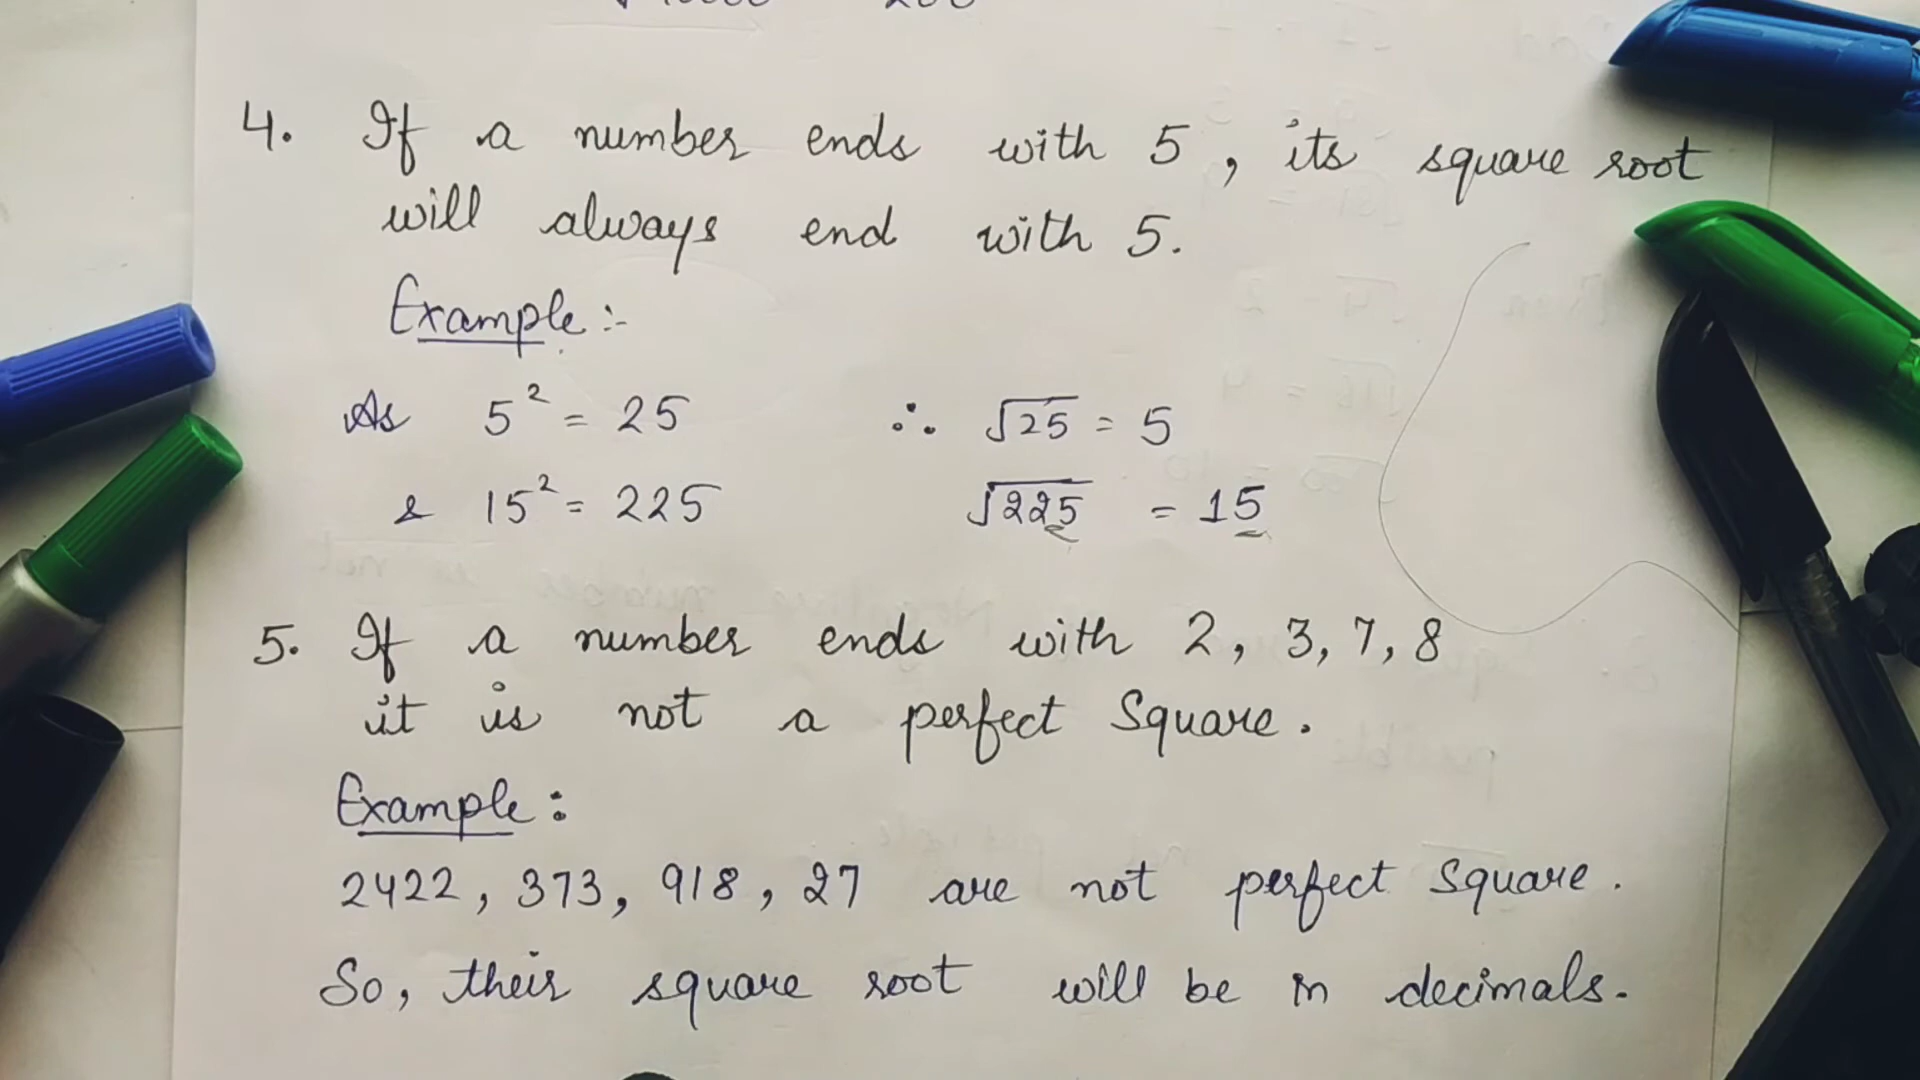 4. If a number ends with 5, its square root
will always end with 5.
Example :-
As 5² = 25 ∴ √25 = 5
& 15² = 225 √225 = 15
5. If a number ends with 2, 3, 7, 8
it is not a perfect Square.
Example :
2422, 373, 918, 27 are not perfect Square.
So, their square root will be in decimals.